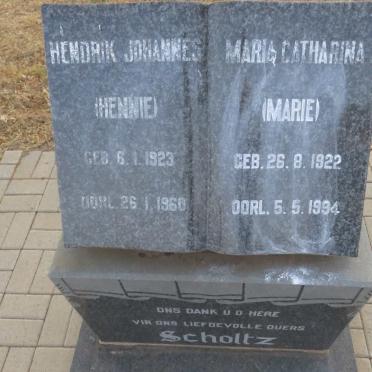 HENDRIK JOHANNES
(HENNIE)
GEB. 6.1.1923
OORL. 26.1.1960
MARIA CATHARINA
(MARIE)
GEB. 26.8.1922
OORL. 5.5.1994
ONS DANK U O HERE
VIR ONS LIEFDEVOLLE OUERS
Scholtz